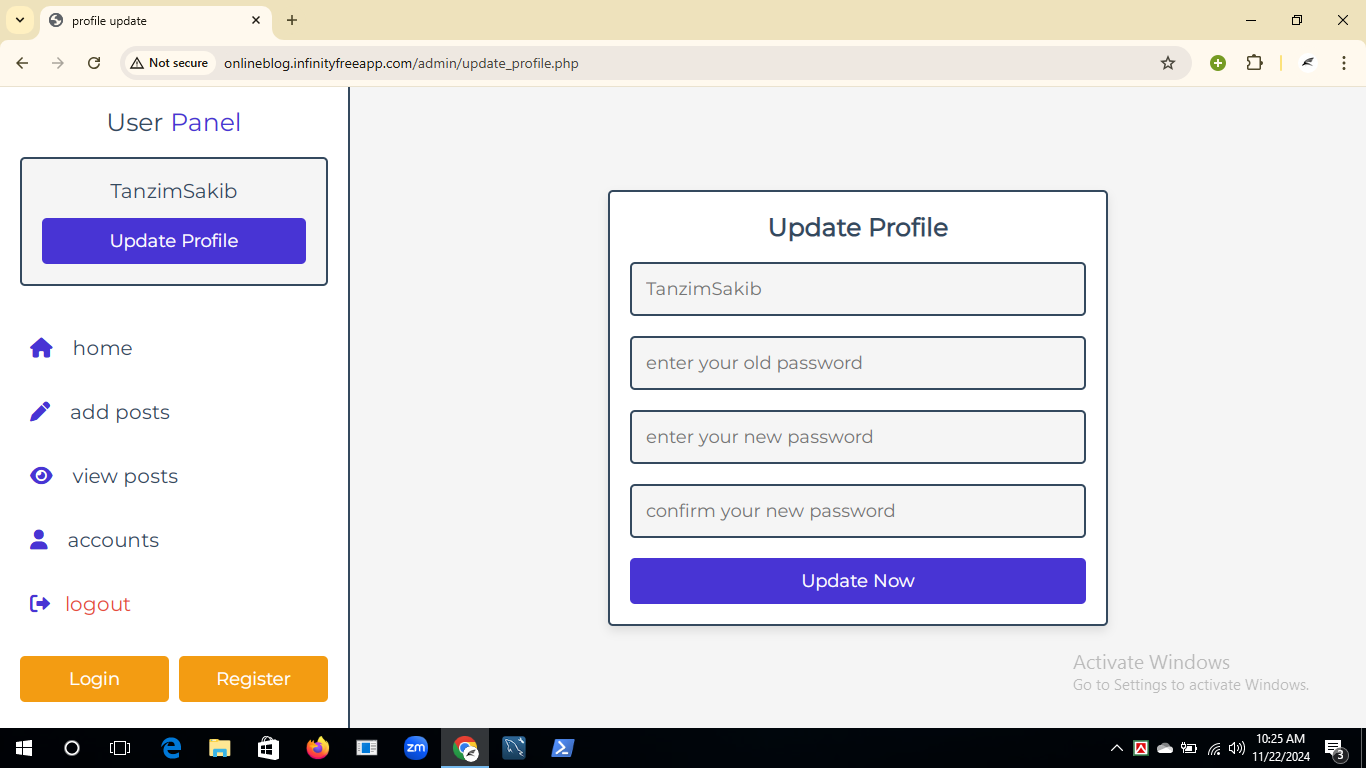 profile update
Not secure
onlineblog.infinityfreeapp.com/admin/update_profile.php
User Panel
TanzimSakib
Update Profile
home
add posts
view posts
accounts
logout
Login
Register
Update Profile
TanzimSakib
enter your old password
enter your new password
confirm your new password
Update Now
Activate Windows
Go to Settings to activate Windows.
zm
10:25 AM
11/22/2024
3